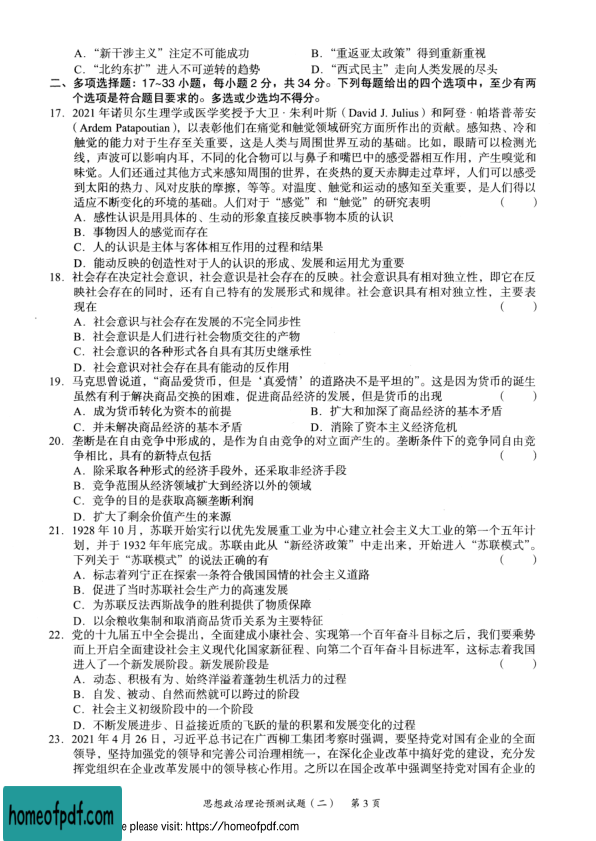 A. “新干涉主义”注定不可能成功 B. “重返亚太政策”得到重新重视
C. “北约东扩”进入不可逆转的趋势 D. “西式民主”走向人类发展的尽头
二、多项选择题：17~33 小题，每小题 2 分，共 34 分。下列每题给出的四个选项中，至少有两
个选项是符合题目要求的。多选或少选均不得分。
17. 2021 年诺贝尔生理学或医学奖授予大卫·朱利叶斯（David J. Julius）和阿登·帕塔普蒂安
（Ardem Patapoutian），以表彰他们在痛觉和触觉领域研究方面所作出的贡献。感知热、冷和
触觉的能力对于生存至关重要，这是人类与周围世界互动的基础。比如，眼睛可以检测光
线，声波可以影响内耳，不同的化合物可以与鼻子和嘴巴中的感受器相互作用，产生嗅觉和
味觉。人们还通过其他方式来感知周围的世界，在炎热的夏天赤脚走过草坪，人们可以感受
到太阳的热力、风对皮肤的摩擦，等等。对温度、触觉和运动的感知至关重要，是人们得以
适应不断变化的环境的基础。人们对于“感觉”和“触觉”的研究表明 （ ）
A. 感性认识是用具体的、生动的形象直接反映事物本质的认识
B. 事物因人的感觉而存在
C. 人的认识是主体与客体相互作用的过程和结果
D. 能动反映的创造性对于人的认识的形成、发展和运用尤为重要
18. 社会存在决定社会意识，社会意识是社会存在的反映。社会意识具有相对独立性，即它在反
映社会存在的同时，还有自己特有的发展形式和规律。社会意识具有相对独立性，主要表
现在 （ ）
A. 社会意识与社会存在发展的不完全同步性
B. 社会意识是人们进行社会物质交往的产物
C. 社会意识的各种形式各自具有其历史继承性
D. 社会意识对社会存在具有能动的反作用
19. 马克思曾说道，“商品爱货币，但是‘真爱情’的道路决不是平坦的”。这是因为货币的诞生
虽然有利于解决商品交换的困难，促进商品经济的发展，但是货币的出现 （ ）
A. 成为货币转化为资本的前提 B. 扩大和加深了商品经济的基本矛盾
C. 并未解决商品经济的基本矛盾 D. 消除了资本主义经济危机
20. 垄断是在自由竞争中形成的，是作为自由竞争的对立面产生的。垄断条件下的竞争同自由竞
争相比，具有的新特点包括 （ ）
A. 除采取各种形式的经济手段外，还采取非经济手段
B. 竞争范围从经济领域扩大到经济以外的领域
C. 竞争的目的是获取高额垄断利润
D. 扩大了剩余价值产生的来源
21. 1928 年 10 月，苏联开始实行以优先发展重工业为中心建立社会主义大工业的第一个五年计
划，并于 1932 年年底完成。苏联由此从“新经济政策”中走出来，开始进入“苏联模式”。
下列关于“苏联模式”的说法正确的有 （ ）
A. 标志着列宁正在探索一条符合俄国国情的社会主义道路
B. 促进了当时苏联社会生产力的高速发展
C. 为苏联反法西斯战争的胜利提供了物质保障
D. 以余粮收集制和取消商品货币关系为主要特征
22. 党的十九届五中全会提出，全面建成小康社会、实现第一个百年奋斗目标之后，我们要乘势
而上开启全面建设社会主义现代化国家新征程、向第二个百年奋斗目标进军，这标志着我国
进入了一个新发展阶段。新发展阶段是 （ ）
A. 动态、积极有为、始终洋溢着蓬勃生机活力的过程
B. 自发、被动、自然而然就可以跨过的阶段
C. 社会主义初级阶段中的一个阶段
D. 不断发展进步、日益接近质的飞跃的量的积累和发展变化的过程
23. 2021 年 4 月 26 日，习近平总书记在广西柳工集团考察时强调，要坚持党对国有企业的全面
领导，坚持加强党的领导和完善公司治理相统一，在深化企业改革中搞好党的建设，充分发
挥党组织在企业改革发展中的领导核心作用。之所以在国企改革中强调坚持党对国有企业的
思想政治理论预测试题（二） 第 3 页
homeofpdf.com
e please visit: https://homeofpdf.com